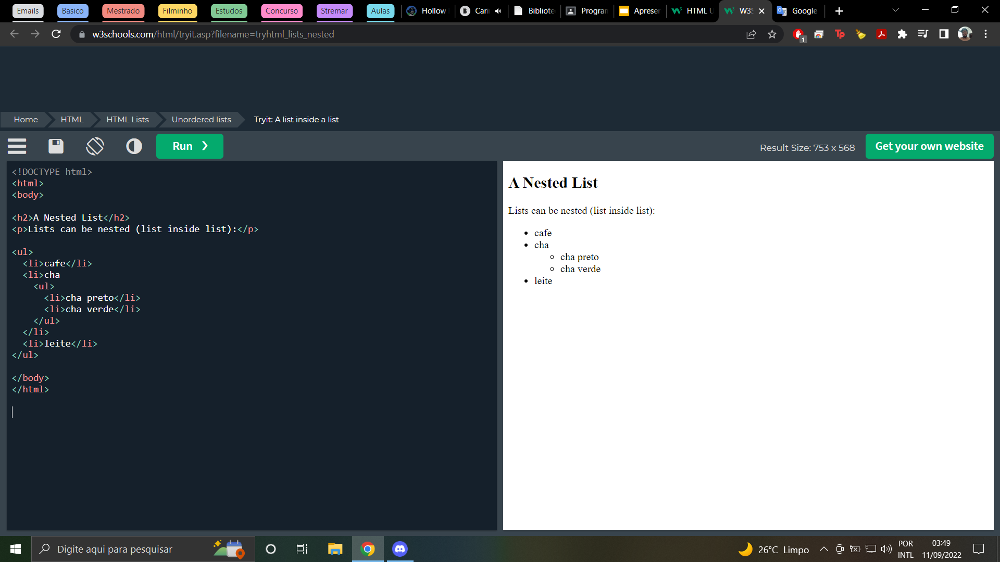 Emails Basico Mestrado Filminho Estudos Concurso Stremar Aulas Hollow Cari Bibliote Program Apresen HTML U W3S Google
w3schools.com/html/tryit.asp?filename=tryhtml_lists_nested
1
Home HTML HTML Lists Unordered lists Tryit: A list inside a list
Run ❯ Result Size: 753 x 568 Get your own website
<!DOCTYPE html>
<html>
<body>
<h2>A Nested List</h2>
<p>Lists can be nested (list inside list):</p>
<ul>
<li>cafe</li>
<li>cha
<ul>
<li>cha preto</li>
<li>cha verde</li>
</ul>
</li>
<li>leite</li>
</ul>
</body>
</html>
A Nested List
Lists can be nested (list inside list):
• cafe
• cha
◦ cha preto
◦ cha verde
• leite
Digite aqui para pesquisar
26°C Limpo
POR
INTL
03:49
11/09/2022